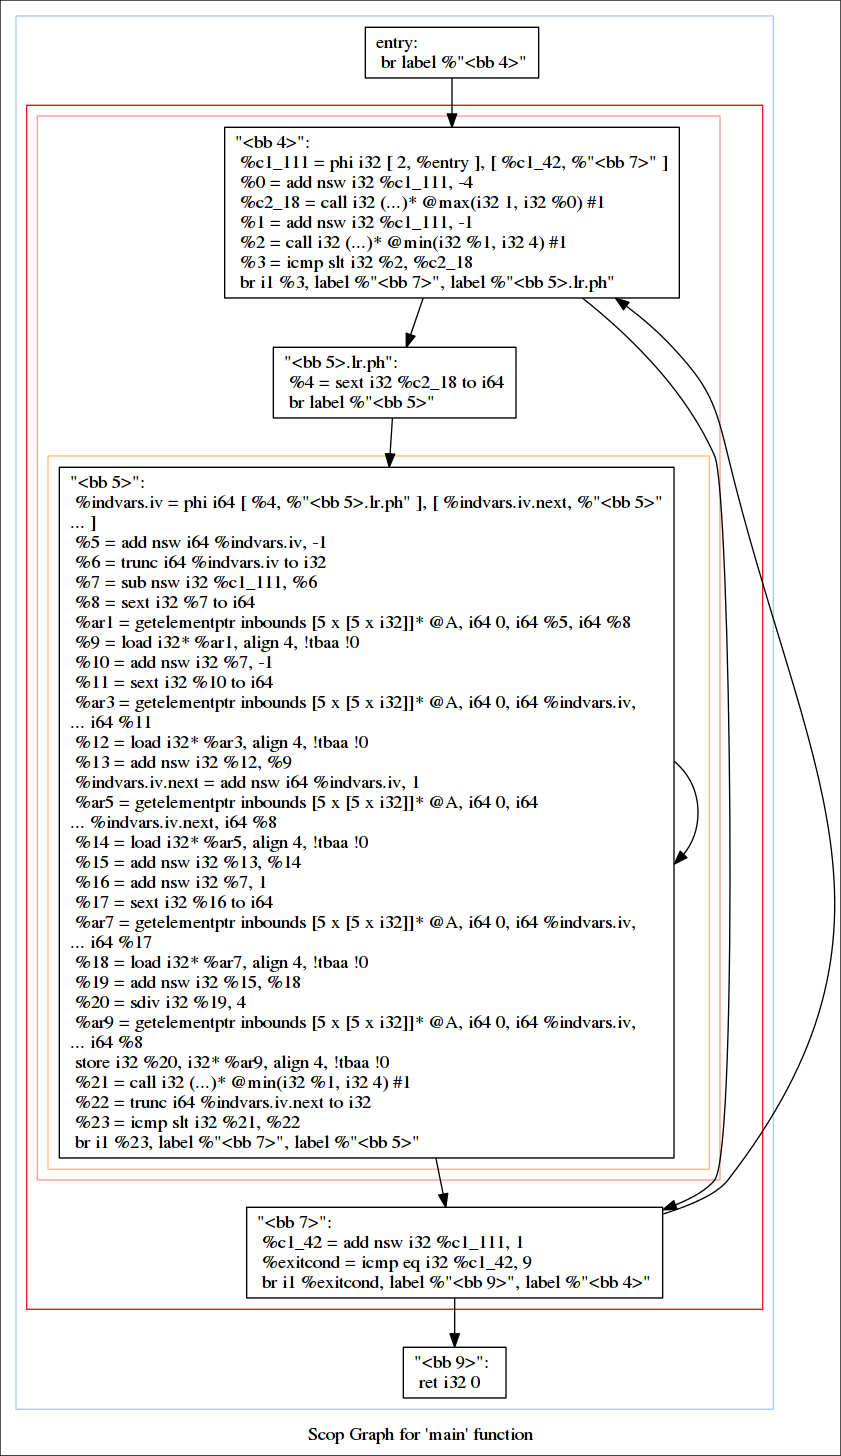 entry:
br label %"<bb 4>"
"<bb 4>":
%c1_111 = phi i32 [ 2, %entry ], [ %c1_42, %"<bb 7>" ]
%0 = add nsw i32 %c1_111, -4
%c2_18 = call i32 (...)* @max(i32 1, i32 %0) #1
%1 = add nsw i32 %c1_111, -1
%2 = call i32 (...)* @min(i32 %1, i32 4) #1
%3 = icmp slt i32 %2, %c2_18
br i1 %3, label %"<bb 7>", label %"<bb 5>.lr.ph"
"<bb 5>.lr.ph":
%4 = sext i32 %c2_18 to i64
br label %"<bb 5>"
"<bb 5>":
%indvars.iv = phi i64 [ %4, %"<bb 5>.lr.ph" ], [ %indvars.iv.next, %"<bb 5>"
... ]
%5 = add nsw i64 %indvars.iv, -1
%6 = trunc i64 %indvars.iv to i32
%7 = sub nsw i32 %c1_111, %6
%8 = sext i32 %7 to i64
%ar1 = getelementptr inbounds [5 x [5 x i32]]* @A, i64 0, i64 %5, i64 %8
%9 = load i32* %ar1, align 4, !tbaa !0
%10 = add nsw i32 %7, -1
%11 = sext i32 %10 to i64
%ar3 = getelementptr inbounds [5 x [5 x i32]]* @A, i64 0, i64 %indvars.iv,
... i64 %11
%12 = load i32* %ar3, align 4, !tbaa !0
%13 = add nsw i32 %12, %9
%indvars.iv.next = add nsw i64 %indvars.iv, 1
%ar5 = getelementptr inbounds [5 x [5 x i32]]* @A, i64 0, i64
... %indvars.iv.next, i64 %8
%14 = load i32* %ar5, align 4, !tbaa !0
%15 = add nsw i32 %13, %14
%16 = add nsw i32 %7, 1
%17 = sext i32 %16 to i64
%ar7 = getelementptr inbounds [5 x [5 x i32]]* @A, i64 0, i64 %indvars.iv,
... i64 %17
%18 = load i32* %ar7, align 4, !tbaa !0
%19 = add nsw i32 %15, %18
%20 = sdiv i32 %19, 4
%ar9 = getelementptr inbounds [5 x [5 x i32]]* @A, i64 0, i64 %indvars.iv,
... i64 %8
store i32 %20, i32* %ar9, align 4, !tbaa !0
%21 = call i32 (...)* @min(i32 %1, i32 4) #1
%22 = trunc i64 %indvars.iv.next to i32
%23 = icmp slt i32 %21, %22
br i1 %23, label %"<bb 7>", label %"<bb 5>"
"<bb 7>":
%c1_42 = add nsw i32 %c1_111, 1
%exitcond = icmp eq i32 %c1_42, 9
br i1 %exitcond, label %"<bb 9>", label %"<bb 4>"
"<bb 9>":
ret i32 0
Scop Graph for 'main' function